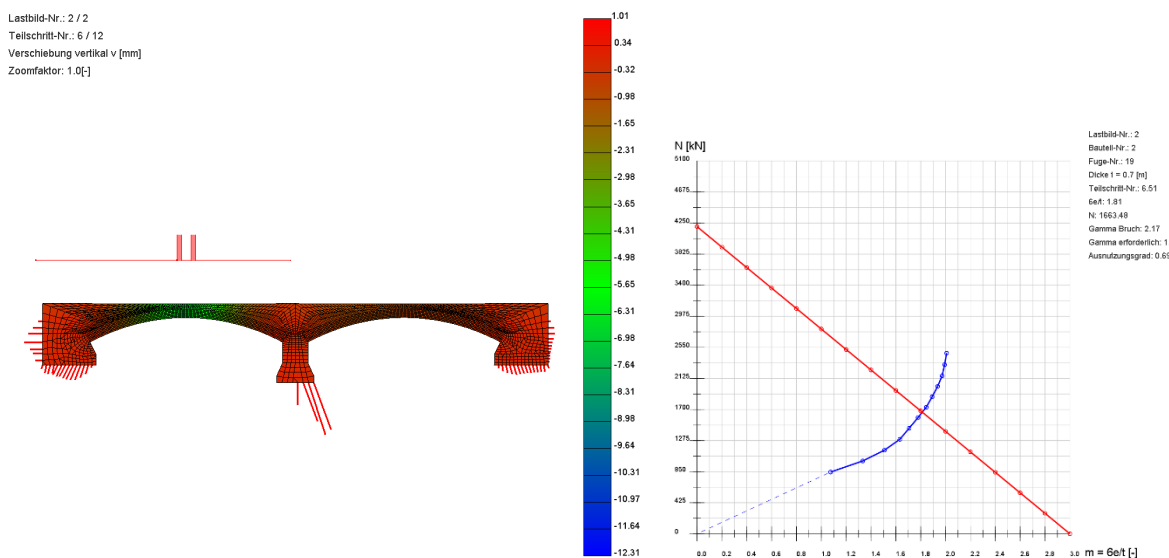 Lastbild-Nr.: 2 / 2
Teilschritt-Nr.: 6 / 12
Verschiebung vertikal v [mm]
Zoomfaktor: 1.0[-]
1.01
0.34
-0.32
-0.98
-1.65
-2.31
-2.98
-3.65
-4.31
-4.98
-5.65
-6.31
-6.98
-7.64
-8.31
-8.98
-9.64
-10.31
-10.97
-11.64
-12.31
N [kN]
5100
4675
4250
3825
3400
2975
2550
2125
1700
1275
850
425
0
0.0 0.2 0.4 0.6 0.8 1.0 1.2 1.4 1.6 1.8 2.0 2.2 2.4 2.6 2.8 3.0
m = 6e/t [-]
Lastbild-Nr.: 2
Bauteil-Nr.: 2
Fuge-Nr.: 19
Dicke t = 0.7 [m]
Teilschritt-Nr.: 6.51
6e/t: 1.81
N: 1663.48
Gamma Bruch: 2.17
Gamma erforderlich: 1
Ausnutzungsgrad: 0.69